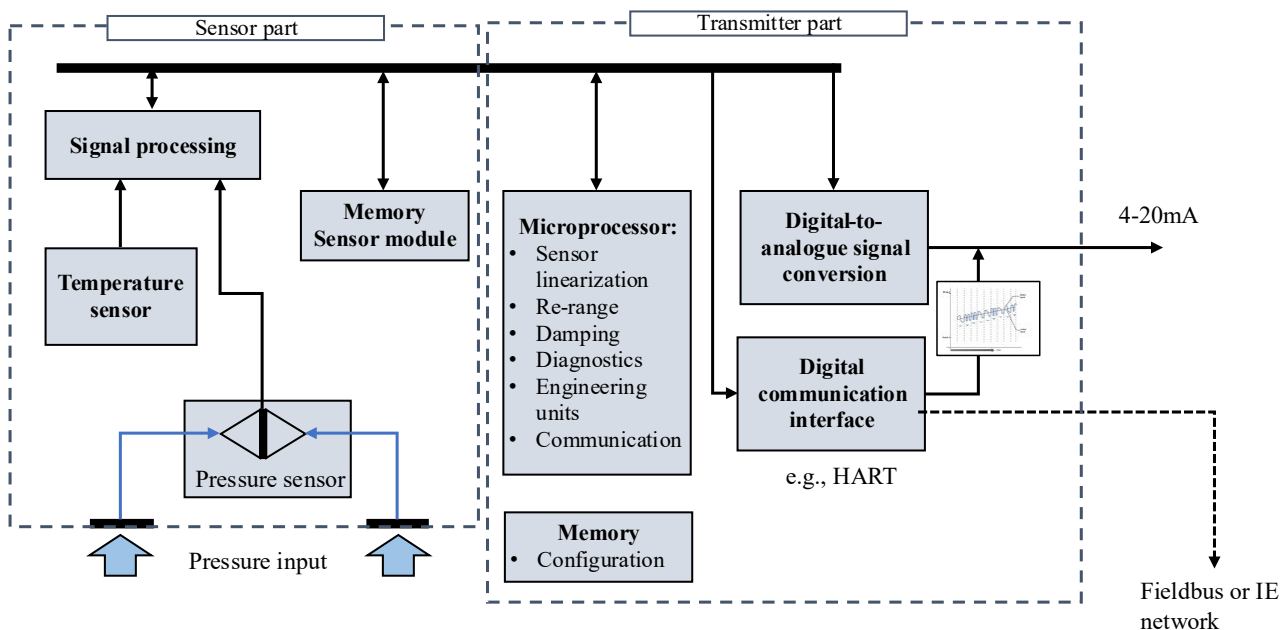 Sensor part
Transmitter part
Signal processing
Memory
Sensor module
Temperature
sensor
Pressure sensor
Pressure input
Microprocessor:
• Sensor
linearization
• Re-range
• Damping
• Diagnostics
• Engineering
units
• Communication
Memory
• Configuration
Digital-to-
analogue signal
conversion
4-20mA
Digital
communication
interface
e.g., HART
Fieldbus or IE
network